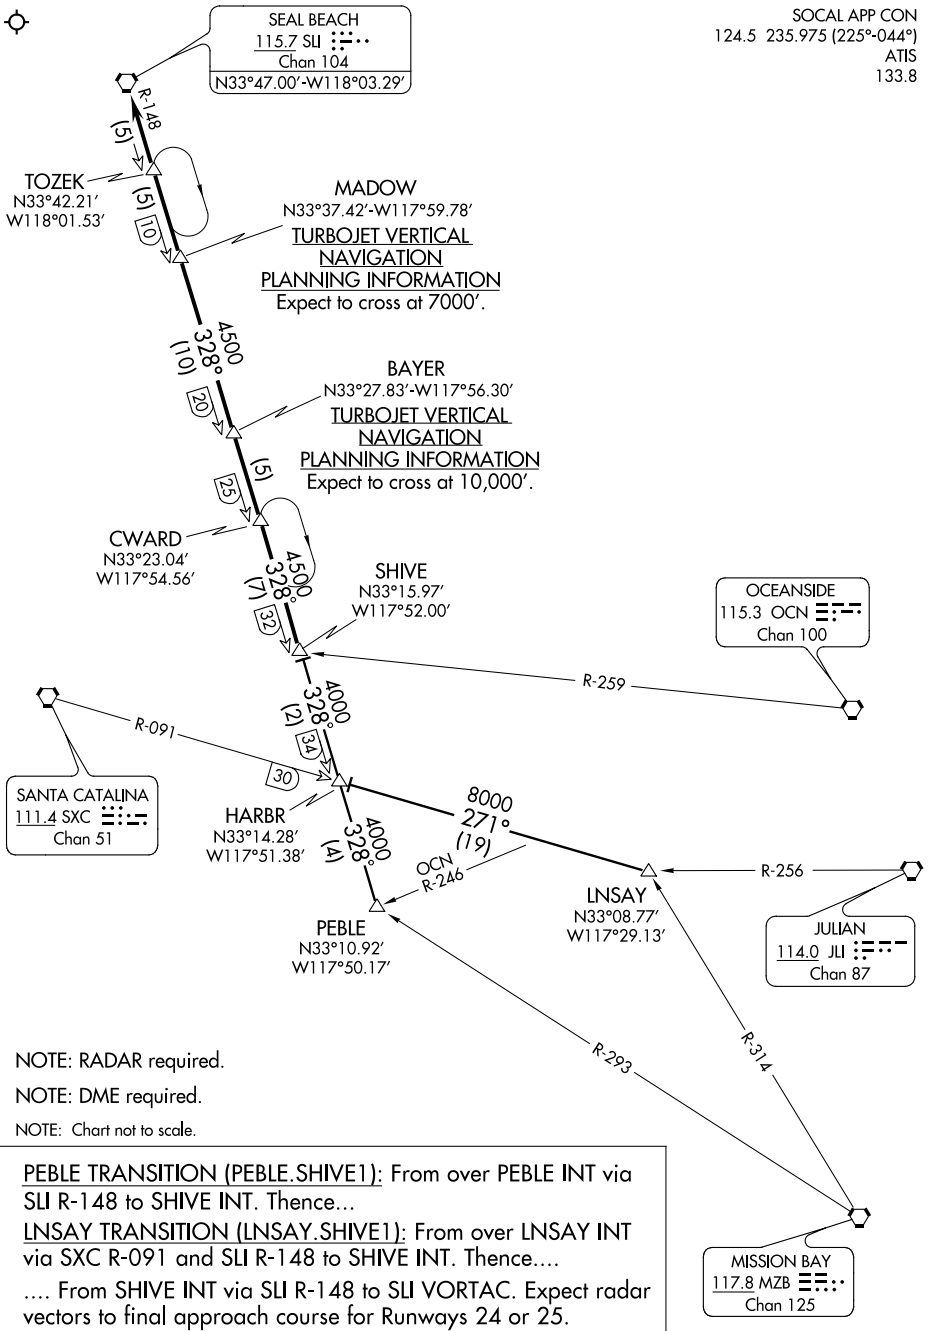 SEAL BEACH
115.7 SLI
Chan 104
N33°47.00′-W118°03.29′
SOCAL APP CON
124.5 235.975 (225°-044°)
ATIS
133.8
R-148
(5)
TOZEK
N33°42.21′
W118°01.53′
(5)
10
MADOW
N33°37.42′-W117°59.78′
TURBOJET VERTICAL
NAVIGATION
PLANNING INFORMATION
Expect to cross at 7000′.
4500
328°
(10)
20
BAYER
N33°27.83′-W117°56.30′
TURBOJET VERTICAL
NAVIGATION
PLANNING INFORMATION
Expect to cross at 10,000′.
(5)
25
CWARD
N33°23.04′
W117°54.56′
4500
328°
(7)
32
SHIVE
N33°15.97′
W117°52.00′
OCEANSIDE
115.3 OCN
Chan 100
R-259
4000
328°
(2)
34
R-091
30
SANTA CATALINA
111.4 SXC
Chan 51
HARBR
N33°14.28′
W117°51.38′
8000
271°
(19)
4000
328°
(4)
OCN
R-246
PEBLE
N33°10.92′
W117°50.17′
LNSAY
N33°08.77′
W117°29.13′
R-256
JULIAN
114.0 JLI
Chan 87
R-293
R-314
MISSION BAY
117.8 MZB
Chan 125
NOTE: RADAR required.
NOTE: DME required.
NOTE: Chart not to scale.
PEBLE TRANSITION (PEBLE.SHIVE1): From over PEBLE INT via
SLI R-148 to SHIVE INT. Thence...
LNSAY TRANSITION (LNSAY.SHIVE1): From over LNSAY INT
via SXC R-091 and SLI R-148 to SHIVE INT. Thence....
.... From SHIVE INT via SLI R-148 to SLI VORTAC. Expect radar
vectors to final approach course for Runways 24 or 25.